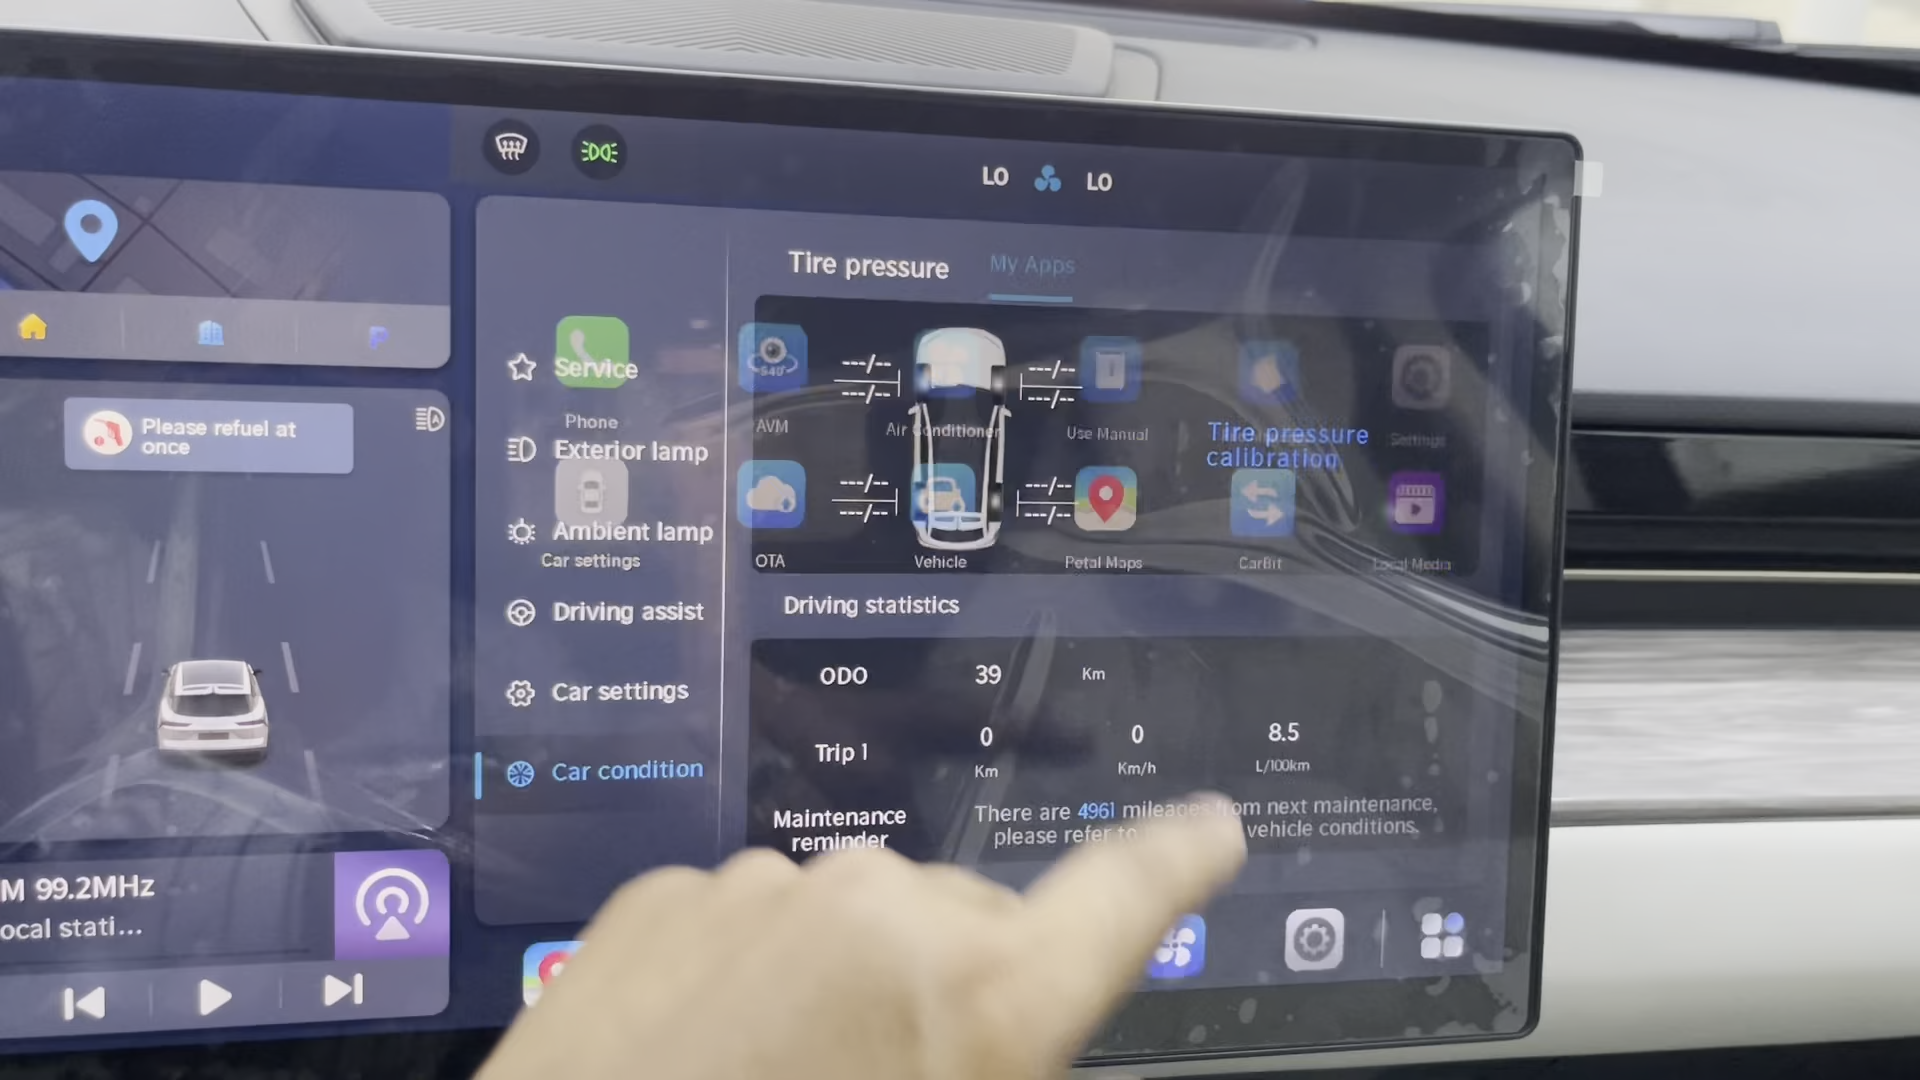 LO LO
Tire pressure My Apps
Please refuel at
once
Service
Phone
Exterior lamp
Ambient lamp
Car settings
Driving assist
Car settings
Car condition
540°
---/-- ---/--
---/-- ---/--
AVM Air Conditioner Use Manual Settings
Tire pressure
calibration
---/-- ---/--
---/-- ---/--
OTA Vehicle Petal Maps CarBit Local Media
Driving statistics
ODO 39 Km
Trip 1 0 0 8.5
Km Km/h L/100km
Maintenance
reminder
There are 4961 mileages from next maintenance,
please refer to vehicle conditions.
M 99.2MHz
ocal stati...